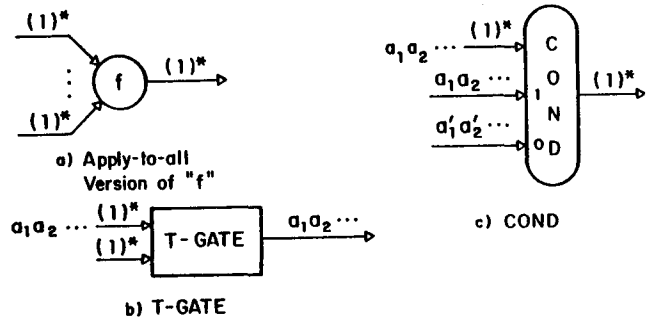 (1)*
(1)*
f
(1)*
a) Apply-to-all
Version of "f"
a₁a₂ ··· (1)*
a₁a₂ ···
a₁'a₂' ···
1
0
COND
(1)*
c) COND
a₁a₂ ··· (1)*
(1)*
T-GATE
a₁a₂ ···
b) T-GATE